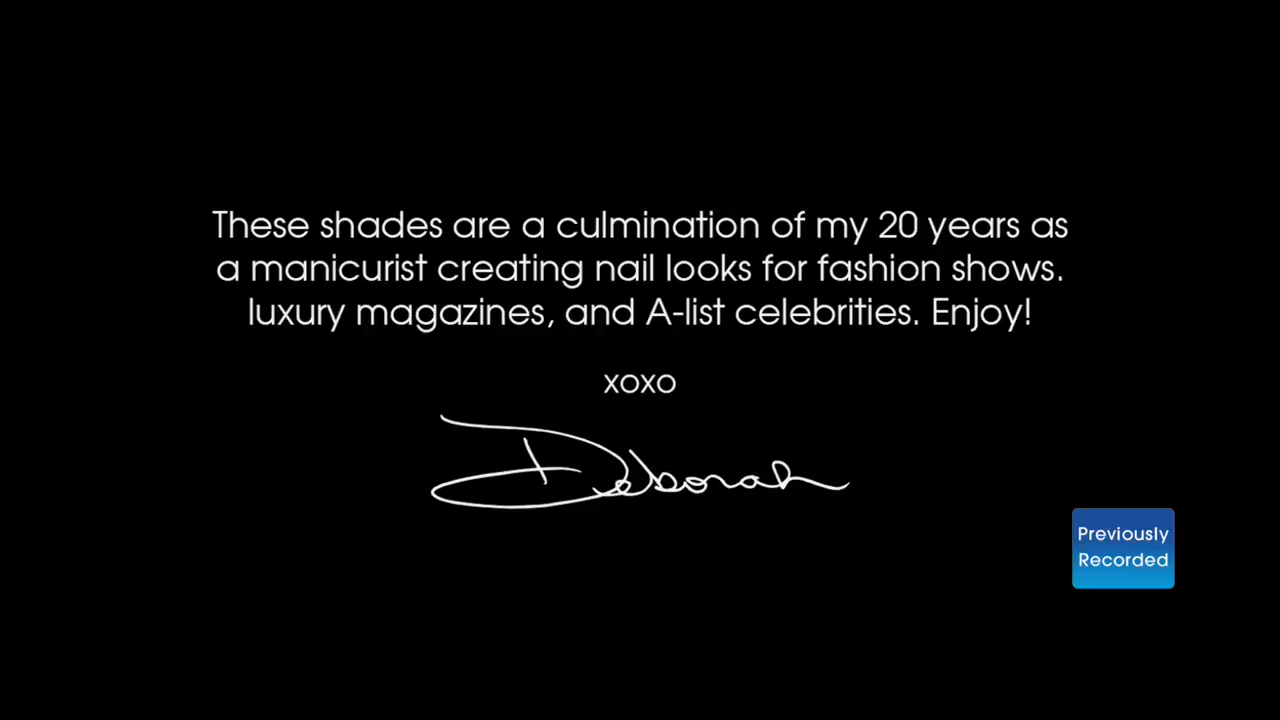 These shades are a culmination of my 20 years as
a manicurist creating nail looks for fashion shows.
luxury magazines, and A-list celebrities. Enjoy!
xoxo
Deborah
Previously
Recorded